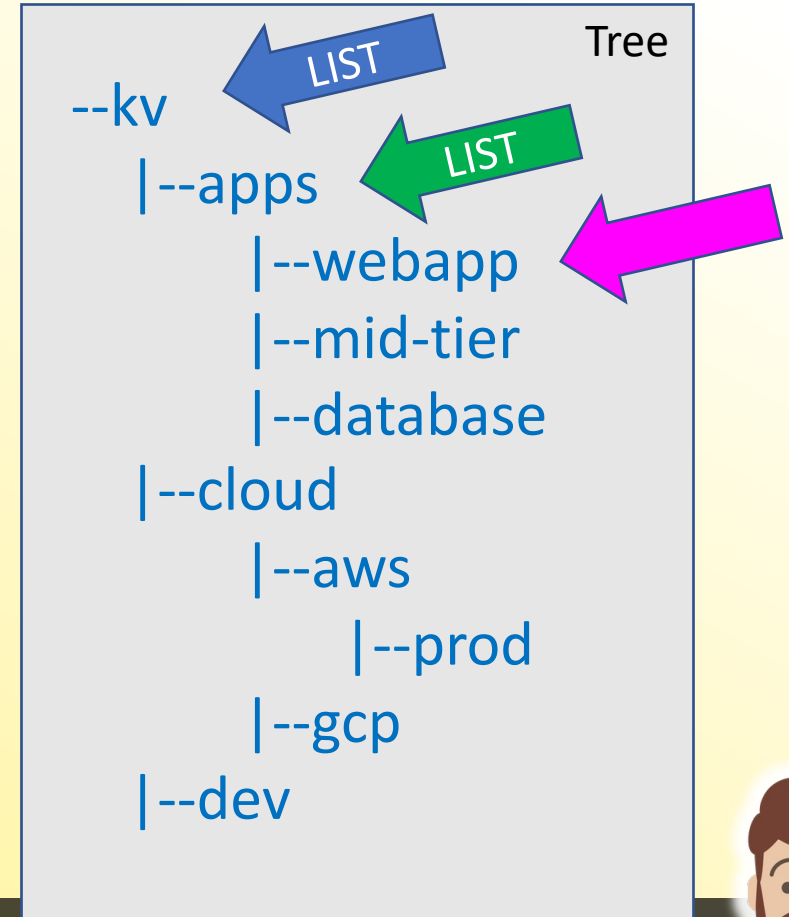 Tree
LIST
--kv
LIST
|--apps
|--webapp
|--mid-tier
|--database
|--cloud
|--aws
|--prod
|--gcp
|--dev